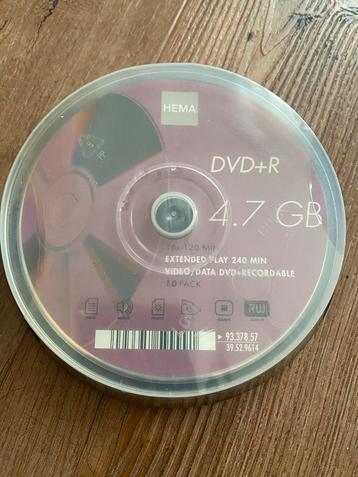 HEMA
DVD+R
4.7 GB
16x 120 MIN
EXTENDED PLAY 240 MIN
VIDEO/DATA DVD+RECORDABLE
10 PACK
RW
93.378.57
39.52.9614